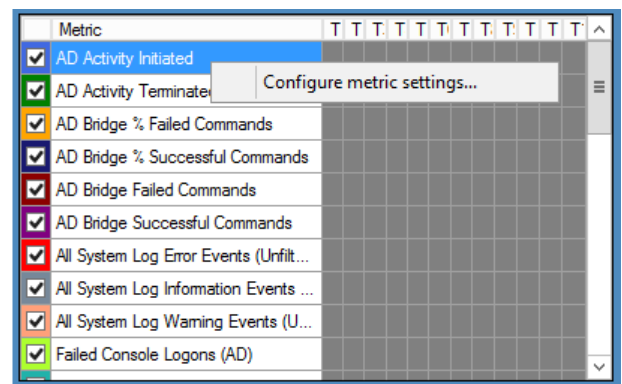 Metric T T T. T T T( T T. T: T T T'
AD Activity Initiated
Configure metric settings...
AD Activity Terminate
AD Bridge % Failed Commands
AD Bridge % Successful Commands
AD Bridge Failed Commands
AD Bridge Successful Commands
All System Log Error Events (Unfilt...
All System Log Information Events ...
All System Log Warning Events (U...
Failed Console Logons (AD)